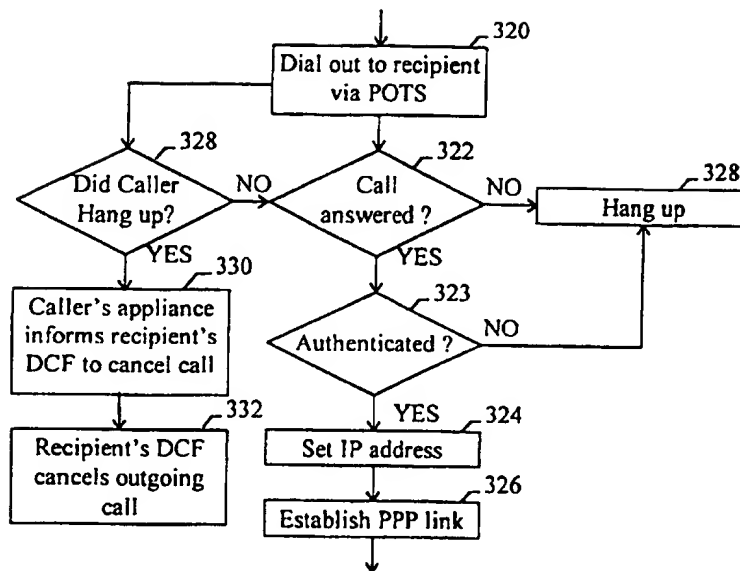 320
Dial out to recipient
via POTS
328
Did Caller
Hang up?
NO
322
Call
answered ?
NO
328
Hang up
YES
YES
330
Caller's appliance
informs recipient's
DCF to cancel call
323
Authenticated ?
NO
YES
332
Recipient's DCF
cancels outgoing
call
324
Set IP address
326
Establish PPP link